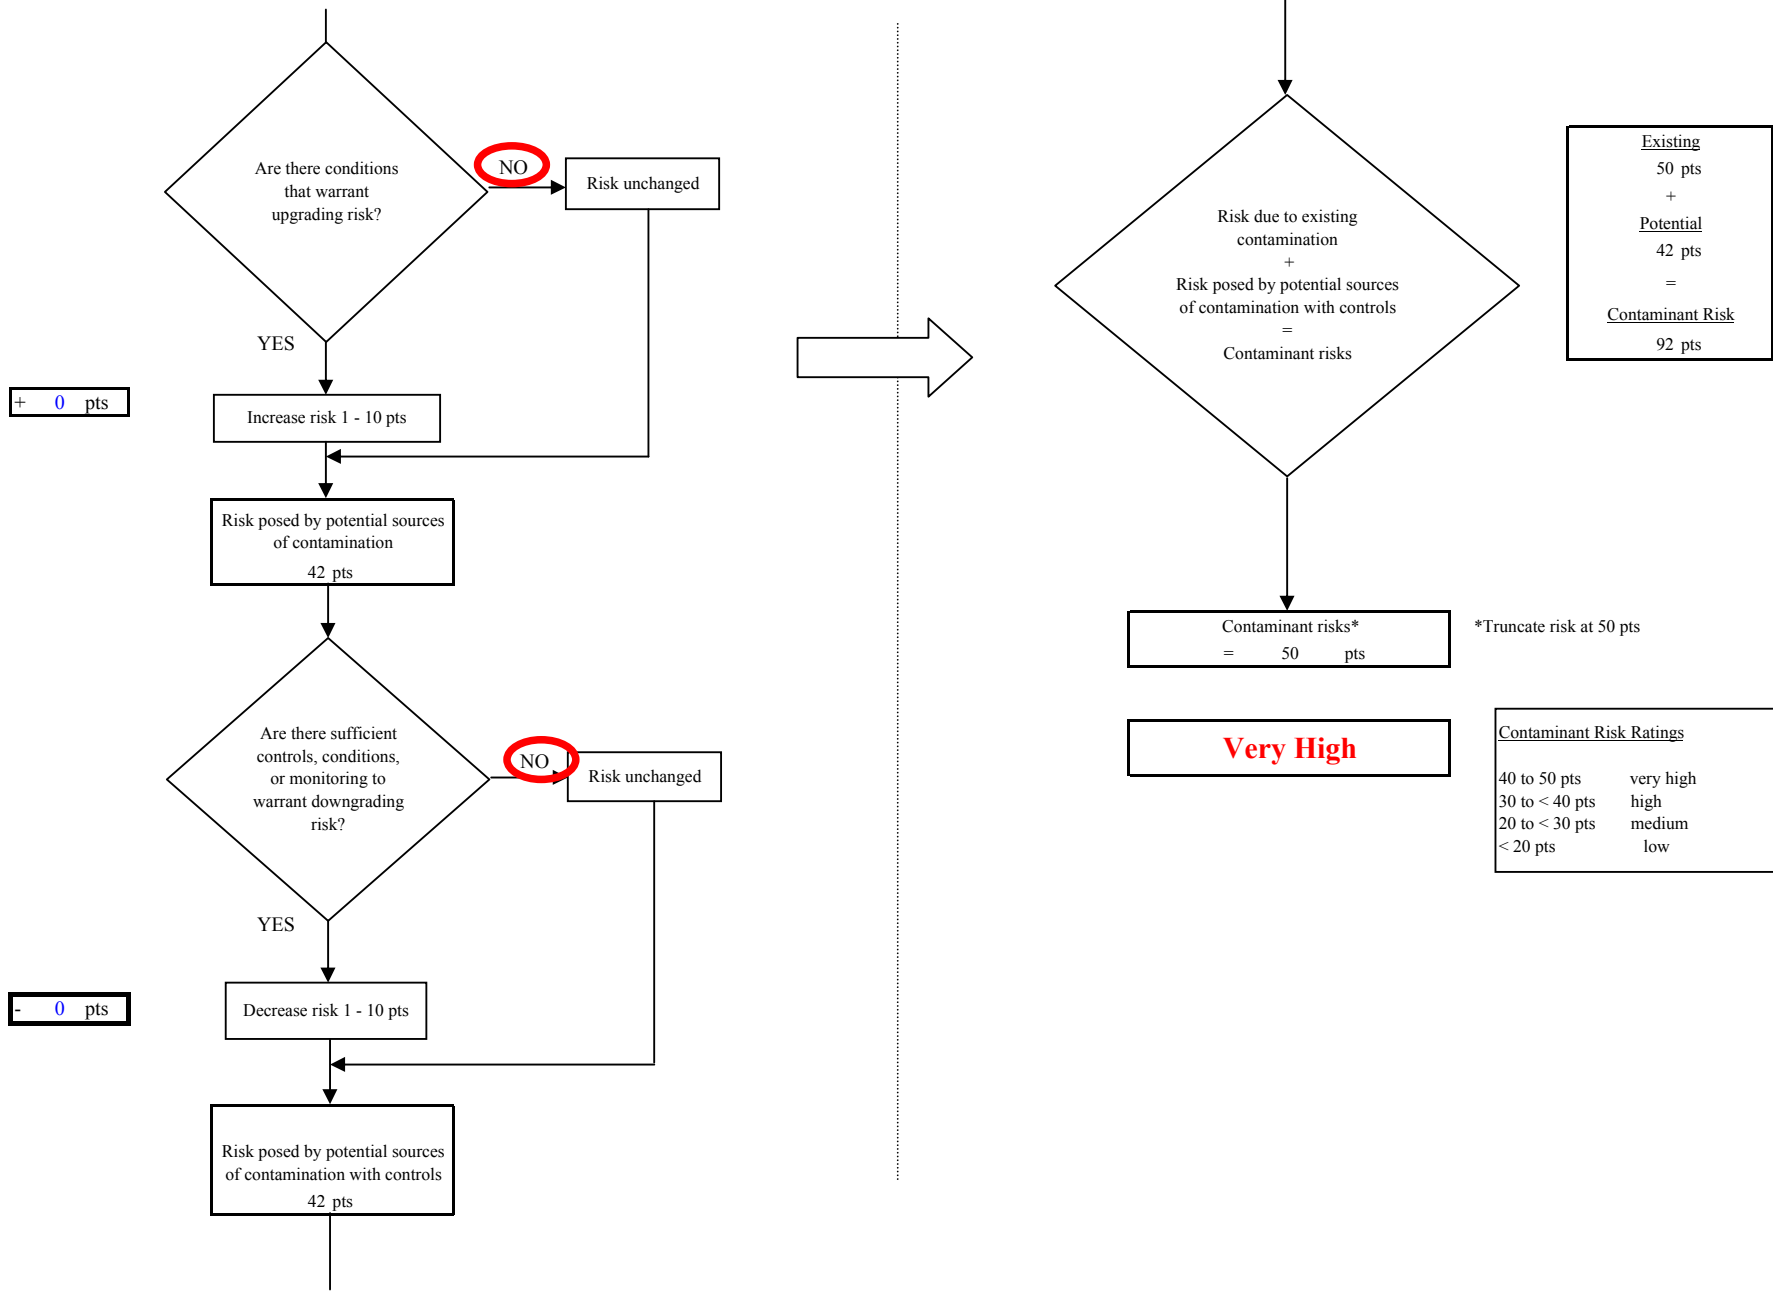 Are there conditions
that warrant
upgrading risk?
NO
Risk unchanged
YES
+ 0 pts
Increase risk 1 - 10 pts
Risk posed by potential sources
of contamination
42 pts
Are there sufficient
controls, conditions,
or monitoring to
warrant downgrading
risk?
NO
Risk unchanged
YES
- 0 pts
Decrease risk 1 - 10 pts
Risk posed by potential sources
of contamination with controls
42 pts
Risk due to existing
contamination
+
Risk posed by potential sources
of contamination with controls
=
Contaminant risks
Existing
50 pts
+
Potential
42 pts
=
Contaminant Risk
92 pts
Contaminant risks*
= 50 pts
*Truncate risk at 50 pts
Very High
Contaminant Risk Ratings
40 to 50 pts very high
30 to < 40 pts high
20 to < 30 pts medium
< 20 pts low